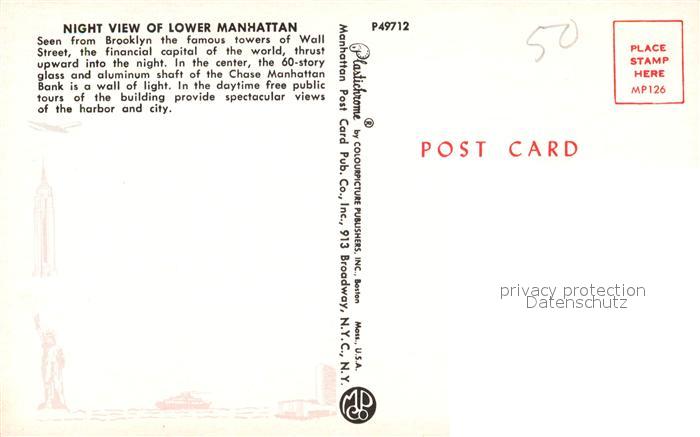 NIGHT VIEW OF LOWER MANHATTAN
Seen from Brooklyn the famous towers of Wall
Street, the financial capital of the world, thrust
upward into the night. In the center, the 60-story
glass and aluminum shaft of the Chase Manhattan
Bank is a wall of light. In the daytime free public
tours of the building provide spectacular views
of the harbor and city.
P49712
Plastichrome ® by COLOURPICTURE PUBLISHERS, INC., Boston Mass., U.S.A.
Manhattan Post Card Pub. Co., Inc., 913 Broadway, N.Y.C., N.Y.
50
PLACE
STAMP
HERE
MP126
POST CARD
privacy protection
Datenschutz